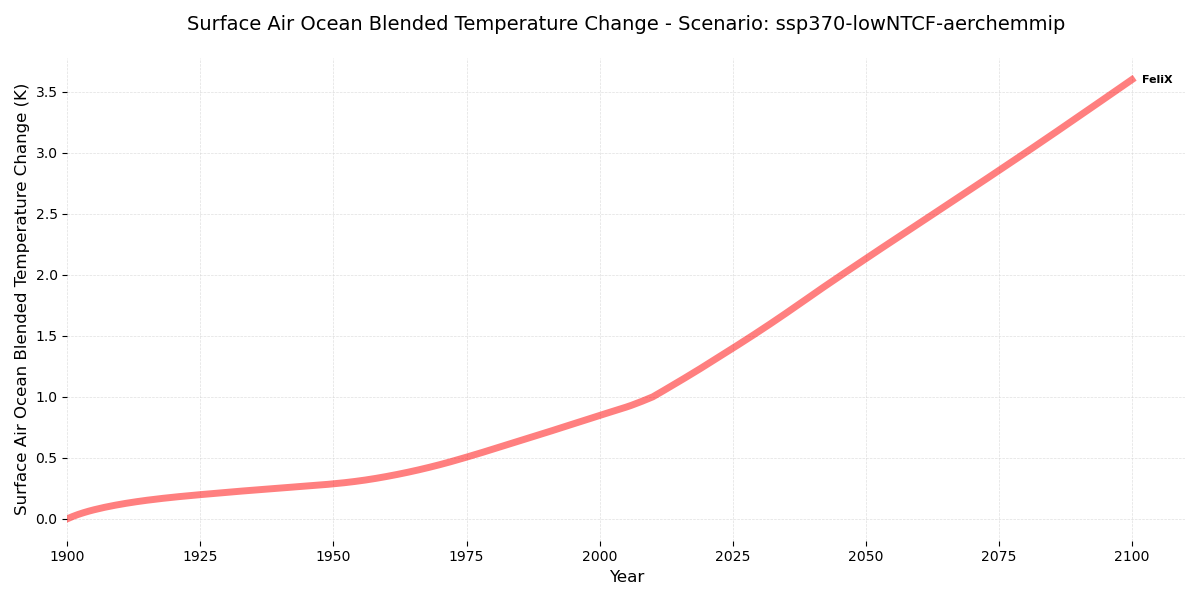 Surface Air Ocean Blended Temperature Change - Scenario: ssp370-lowNTCF-aerchemmip
Surface Air Ocean Blended Temperature Change (K)
3.5
3.0
2.5
2.0
1.5
1.0
0.5
0.0
FeliX
1900 1925 1950 1975 2000 2025 2050 2075 2100
Year